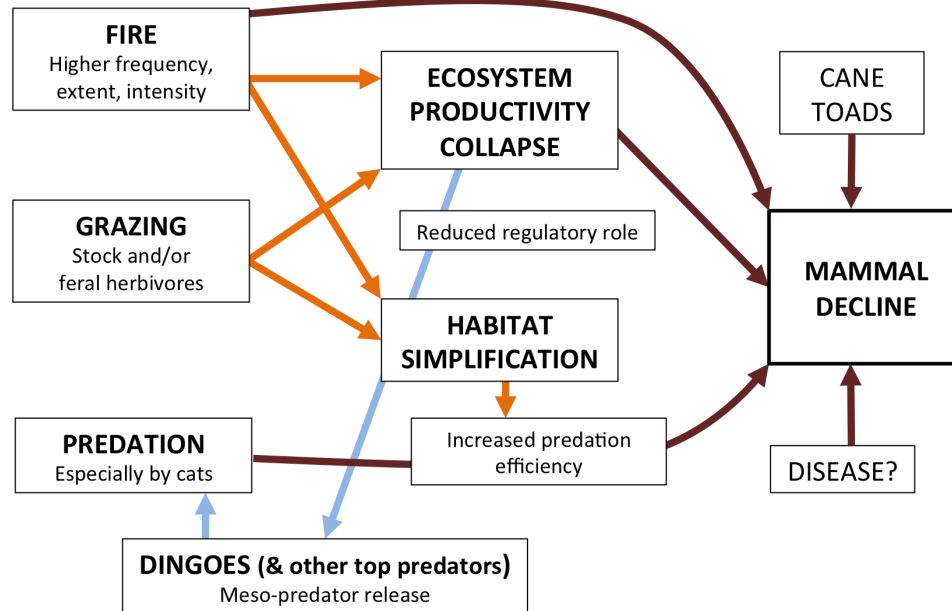 FIRE
Higher frequency,
extent, intensity
ECOSYSTEM
PRODUCTIVITY
COLLAPSE
CANE
TOADS
GRAZING
Stock and/or
feral herbivores
Reduced regulatory role
MAMMAL
DECLINE
HABITAT
SIMPLIFICATION
PREDATION
Especially by cats
Increased predation
efficiency
DISEASE?
DINGOES (& other top predators)
Meso-predator release